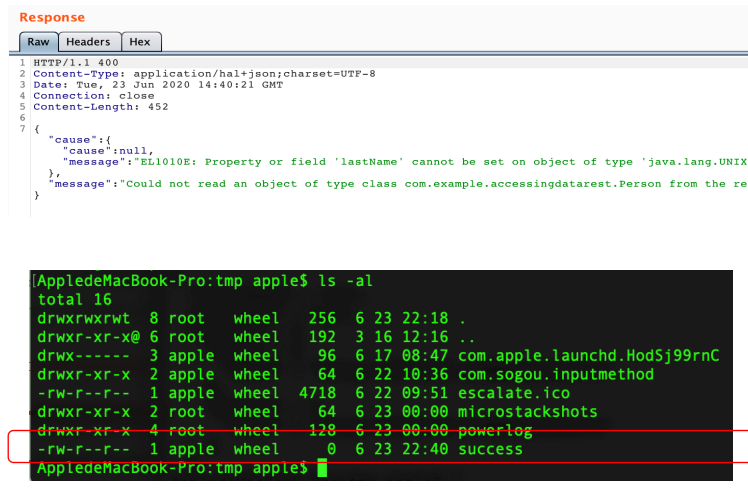 Response
Raw Headers Hex
1 HTTP/1.1 400
2 Content-Type: application/hal+json;charset=UTF-8
3 Date: Tue, 23 Jun 2020 14:40:21 GMT
4 Connection: close
5 Content-Length: 452
6
7 {
"cause":{
"cause":null,
"message":"EL1010E: Property or field 'lastName' cannot be set on object of type 'java.lang.UNIX
},
"message":"Could not read an object of type class com.example.accessingdatarest.Person from the re
}
[AppledeMacBook-Pro:tmp apple$ ls -al
total 16
drwxrwxrwt 8 root wheel 256 6 23 22:18 .
drwxr-xr-x@ 6 root wheel 192 3 16 12:16 ..
drwx------ 3 apple wheel 96 6 17 08:47 com.apple.launchd.HodSj99rnC
drwxr-xr-x 2 apple wheel 64 6 22 10:36 com.sogou.inputmethod
-rw-r--r-- 1 apple wheel 4718 6 22 09:51 escalate.ico
drwxr-xr-x 2 root wheel 64 6 23 00:00 microstackshots
drwxr-xr-x 4 root wheel 128 6 23 00:00 powerlog
-rw-r--r-- 1 apple wheel 0 6 23 22:40 success
AppledeMacBook-Pro:tmp apple$